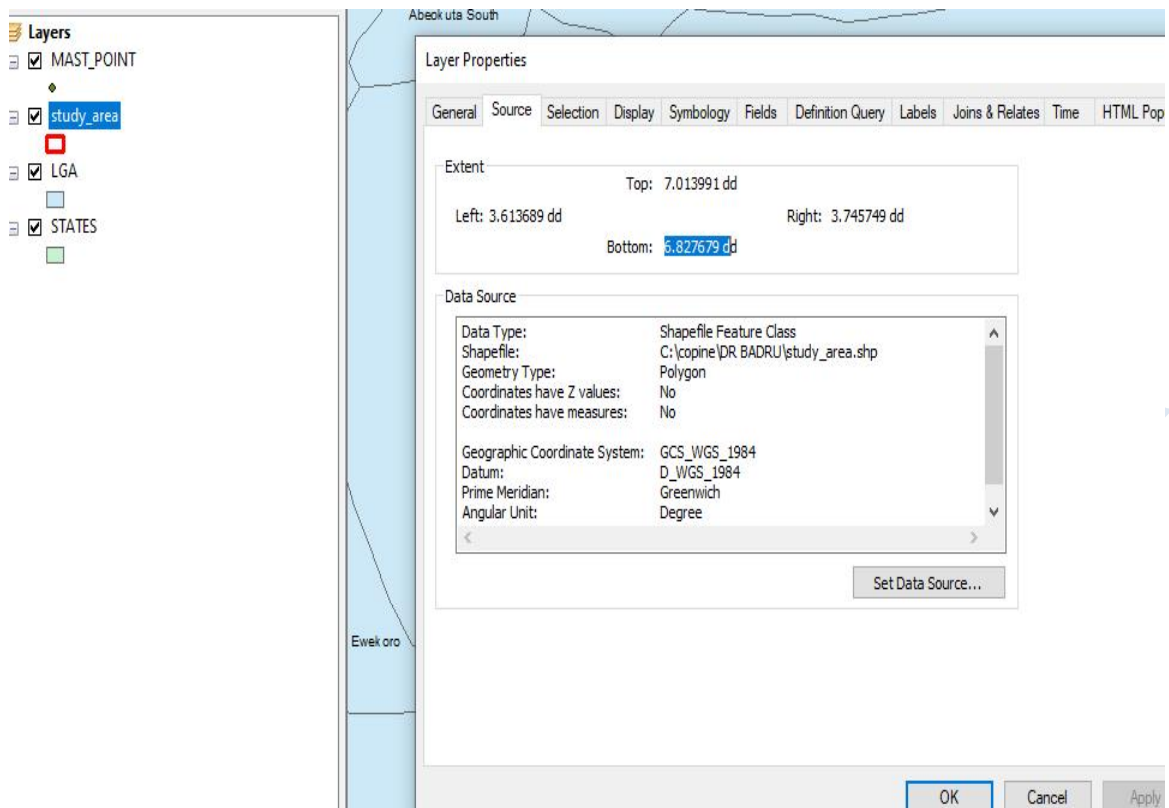 Layers
MAST_POINT
study_area
LGA
STATES
Abeokuta South
Ewekoro
Layer Properties
General Source Selection Display Symbology Fields Definition Query Labels Joins & Relates Time HTML Pop
Extent
Top: 7.013991 dd
Left: 3.613689 dd Right: 3.745749 dd
Bottom: 6.827679 dd
Data Source
Data Type: Shapefile Feature Class
Shapefile: C:\copine\DR BADRU\study_area.shp
Geometry Type: Polygon
Coordinates have Z values: No
Coordinates have measures: No
Geographic Coordinate System: GCS_WGS_1984
Datum: D_WGS_1984
Prime Meridian: Greenwich
Angular Unit: Degree
Set Data Source...
OK Cancel Apply